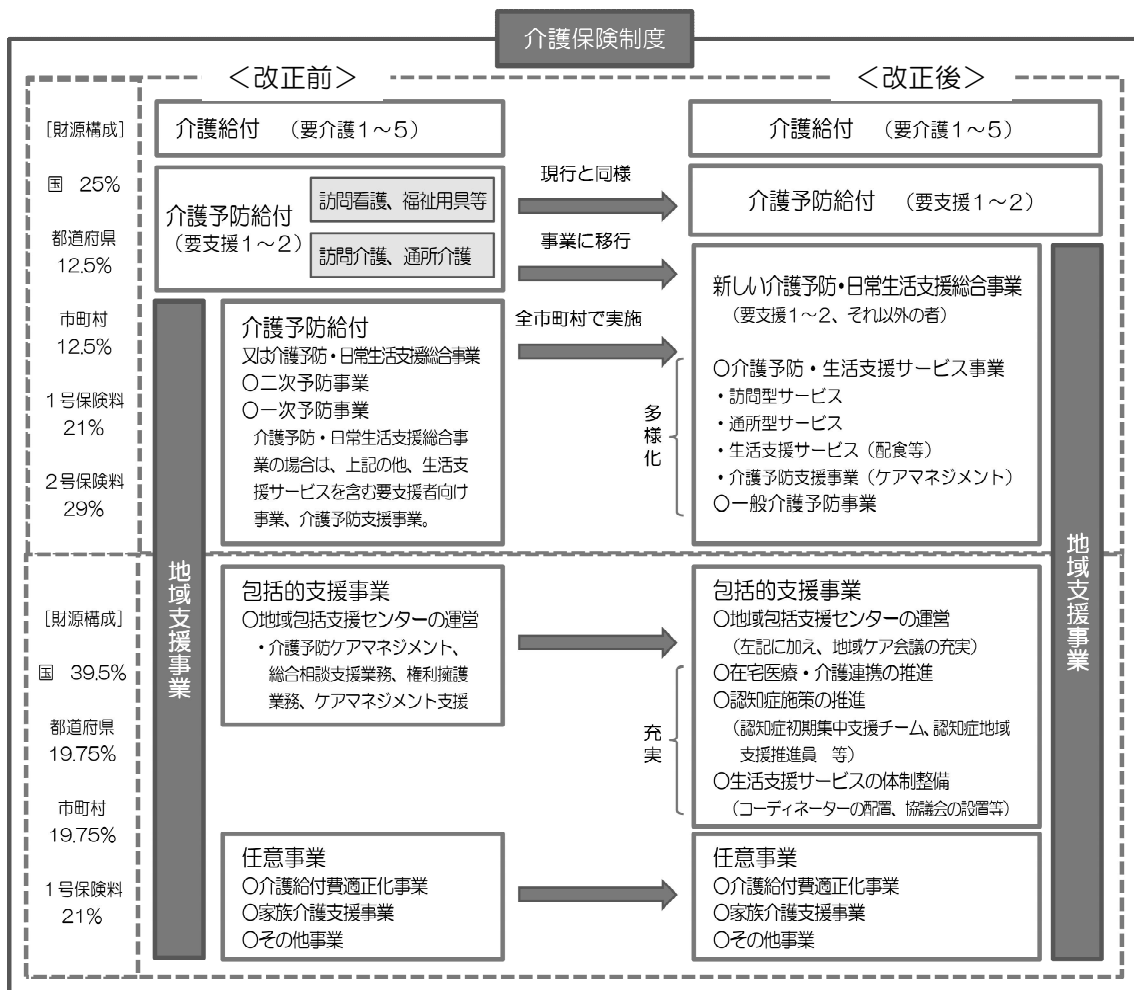 介護保険制度
＜改正前＞
＜改正後＞
[財源構成]
国 25%
都道府県
12.5%
市町村
12.5%
1号保険料
21%
2号保険料
29%
介護給付 （要介護1～5）
介護予防給付
（要支援1～2）
訪問看護、福祉用具等
訪問介護、通所介護
介護予防給付
又は介護予防・日常生活支援総合事業
○二次予防事業
○一次予防事業
介護予防・日常生活支援総合事
業の場合は、上記の他、生活支
援サービスを含む要支援者向け
事業、介護予防支援事業。
現行と同様
事業に移行
全市町村で実施
多様化
介護給付 （要介護1～5）
介護予防給付 （要支援1～2）
新しい介護予防・日常生活支援総合事業
（要支援1～2、それ以外の者）
○介護予防・生活支援サービス事業
・訪問型サービス
・通所型サービス
・生活支援サービス（配食等）
・介護予防支援事業（ケアマネジメント）
○一般介護予防事業
[財源構成]
国 39.5%
都道府県
19.75%
市町村
19.75%
1号保険料
21%
地域支援事業
包括的支援事業
○地域包括支援センターの運営
・介護予防ケアマネジメント、
総合相談支援業務、権利擁護
業務、ケアマネジメント支援
充実
包括的支援事業
○地域包括支援センターの運営
（左記に加え、地域ケア会議の充実）
○在宅医療・介護連携の推進
○認知症施策の推進
（認知症初期集中支援チーム、認知症地域
支援推進員 等）
○生活支援サービスの体制整備
（コーディネーターの配置、協議会の設置等）
地域支援事業
任意事業
○介護給付費適正化事業
○家族介護支援事業
○その他事業
任意事業
○介護給付費適正化事業
○家族介護支援事業
○その他事業